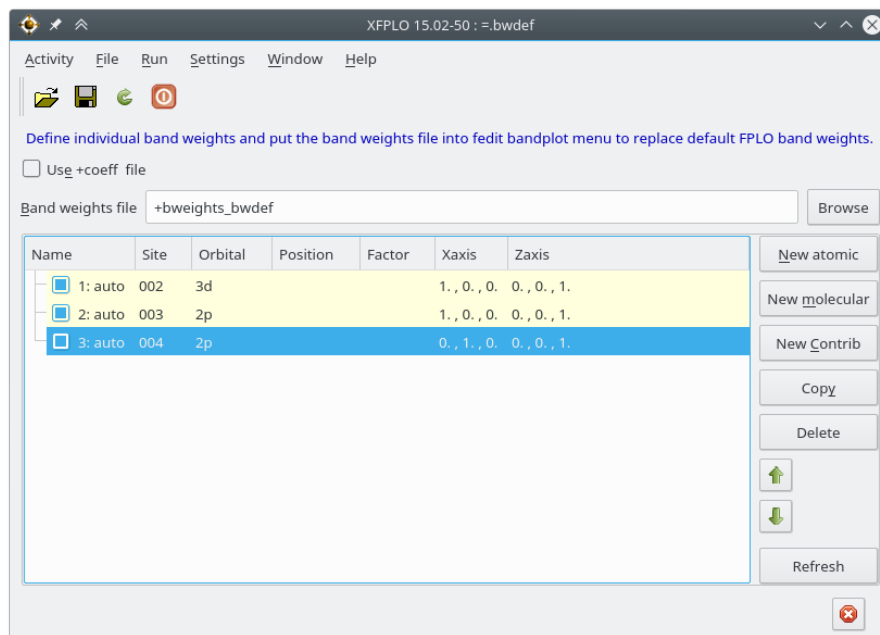 XFPLO 15.02-50 : =.bwdef
Activity File Run Settings Window Help
Define individual band weights and put the band weights file into fedit bandplot menu to replace default FPLO band weights.
Use +coeff file
Band weights file +bweights_bwdef Browse
Name Site Orbital Position Factor Xaxis Zaxis
1: auto 002 3d 1. , 0. , 0. 0. , 0. , 1.
2: auto 003 2p 1. , 0. , 0. 0. , 0. , 1.
3: auto 004 2p 0. , 1. , 0. 0. , 0. , 1.
New atomic
New molecular
New Contrib
Copy
Delete
Refresh